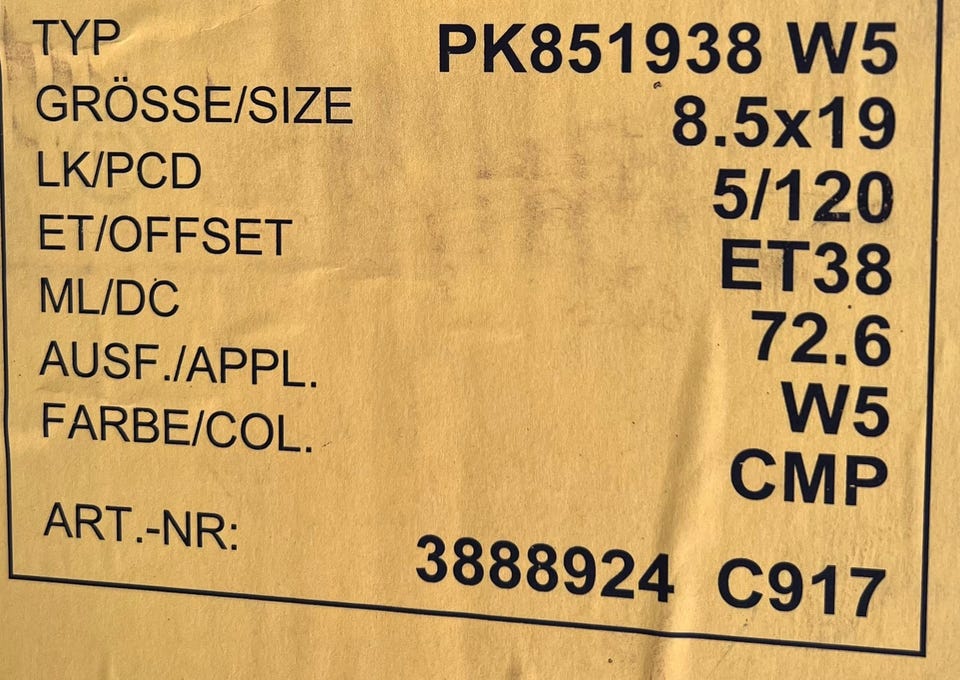 TYP PK851938 W5
GRÖSSE/SIZE 8.5x19
LK/PCD 5/120
ET/OFFSET ET38
ML/DC 72.6
AUSF./APPL. W5
FARBE/COL. CMP
ART.-NR: 3888924 C917